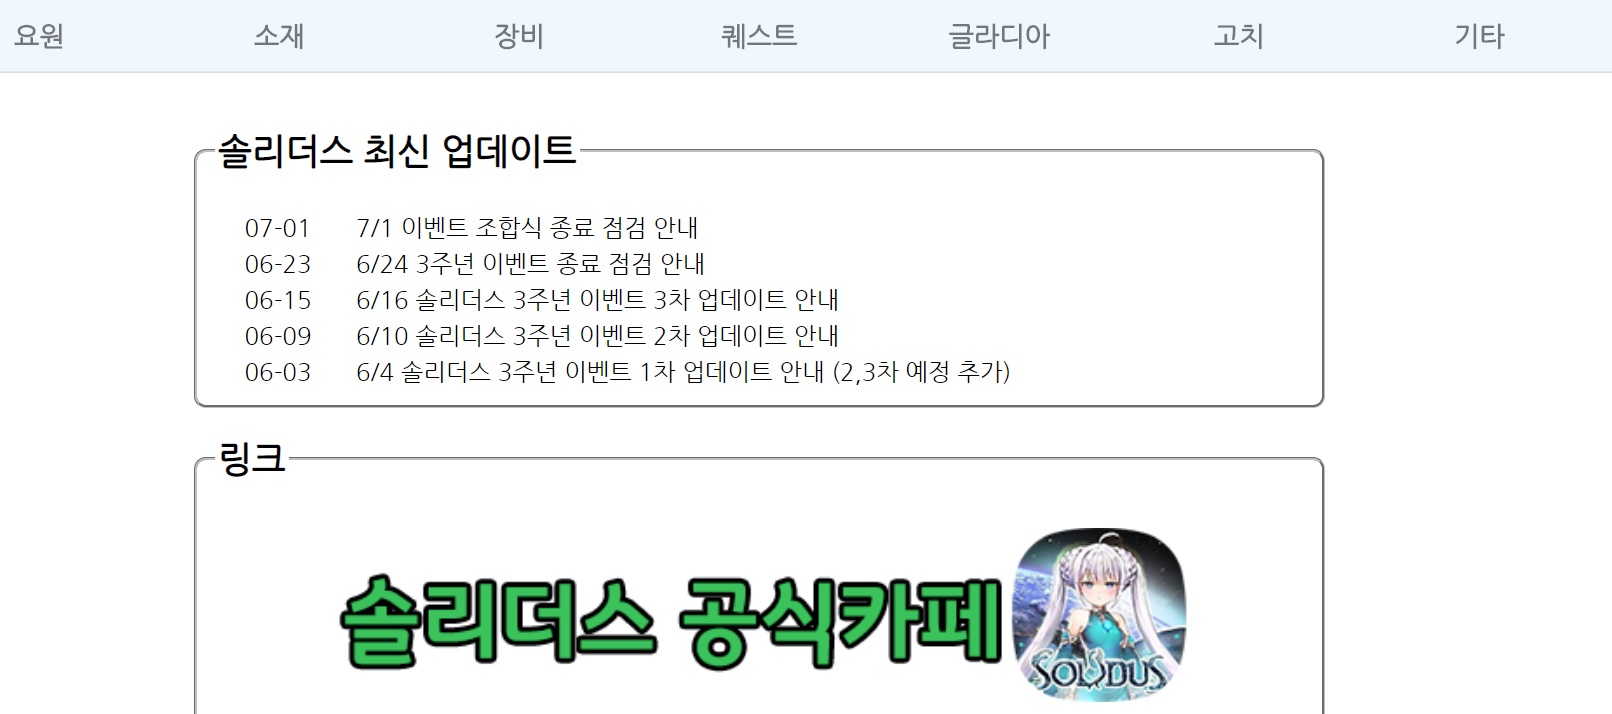 요원 소재 장비 퀘스트 글라디아 고치 기타
솔리더스 최신 업데이트
07-01 7/1 이벤트 조합식 종료 점검 안내
06-23 6/24 3주년 이벤트 종료 점검 안내
06-15 6/16 솔리더스 3주년 이벤트 3차 업데이트 안내
06-09 6/10 솔리더스 3주년 이벤트 2차 업데이트 안내
06-03 6/4 솔리더스 3주년 이벤트 1차 업데이트 안내 (2,3차 예정 추가)
링크
솔리더스 공식카페
SOLIDUS